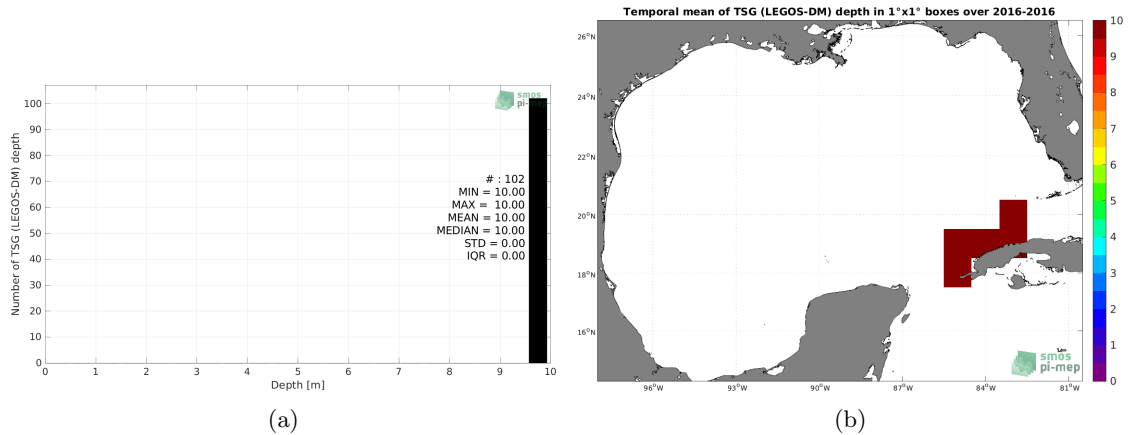 smos
pi-mep
Number of TSG (LEGOS-DM) depth
100
90
80
70
60
50
40
30
20
10
0
# : 102
MIN = 10.00
MAX = 10.00
MEAN = 10.00
MEDIAN = 10.00
STD = 0.00
IQR = 0.00
0 1 2 3 4 5 6 7 8 9 10
Depth [m]
(a)
Temporal mean of TSG (LEGOS-DM) depth in 1°x1° boxes over 2016-2016
26°N
24°N
22°N
20°N
18°N
16°N
96°W 93°W 90°W 87°W 84°W 81°W
10
9
8
7
6
5
4
3
2
1
0
smos
pi-mep
(b)